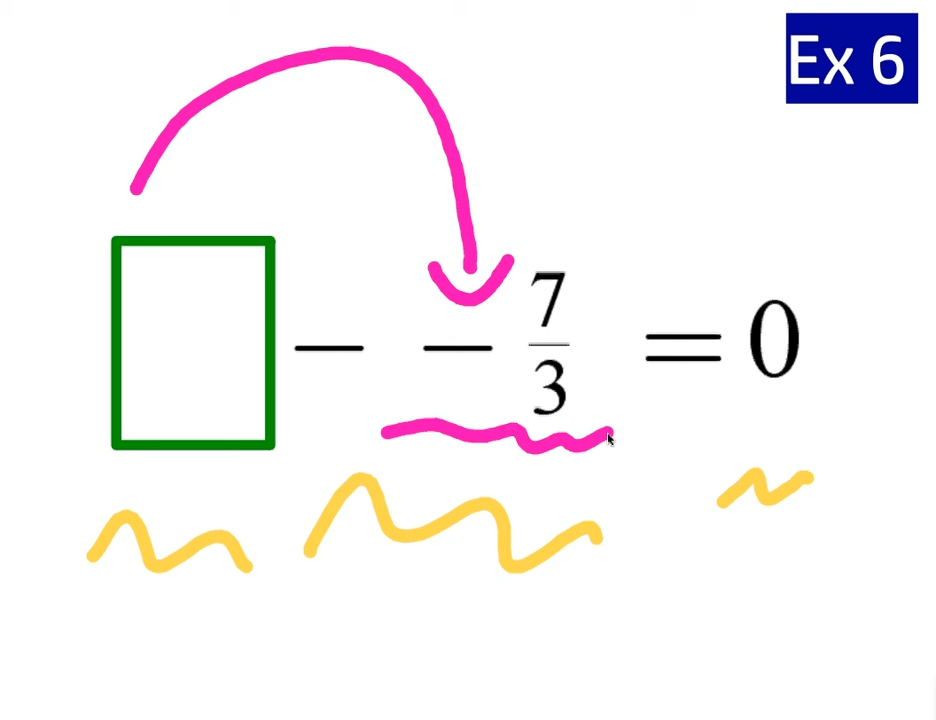 Ex 6
− − 7/3 = 0